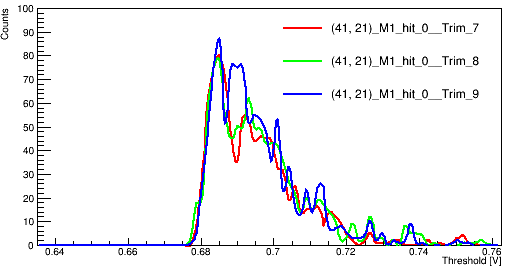 Counts
100
90
80
70
60
50
40
30
20
10
0
(41, 21)_M1_hit_0__Trim_7
(41, 21)_M1_hit_0__Trim_8
(41, 21)_M1_hit_0__Trim_9
0.64 0.66 0.68 0.7 0.72 0.74 0.76
Threshold [V]